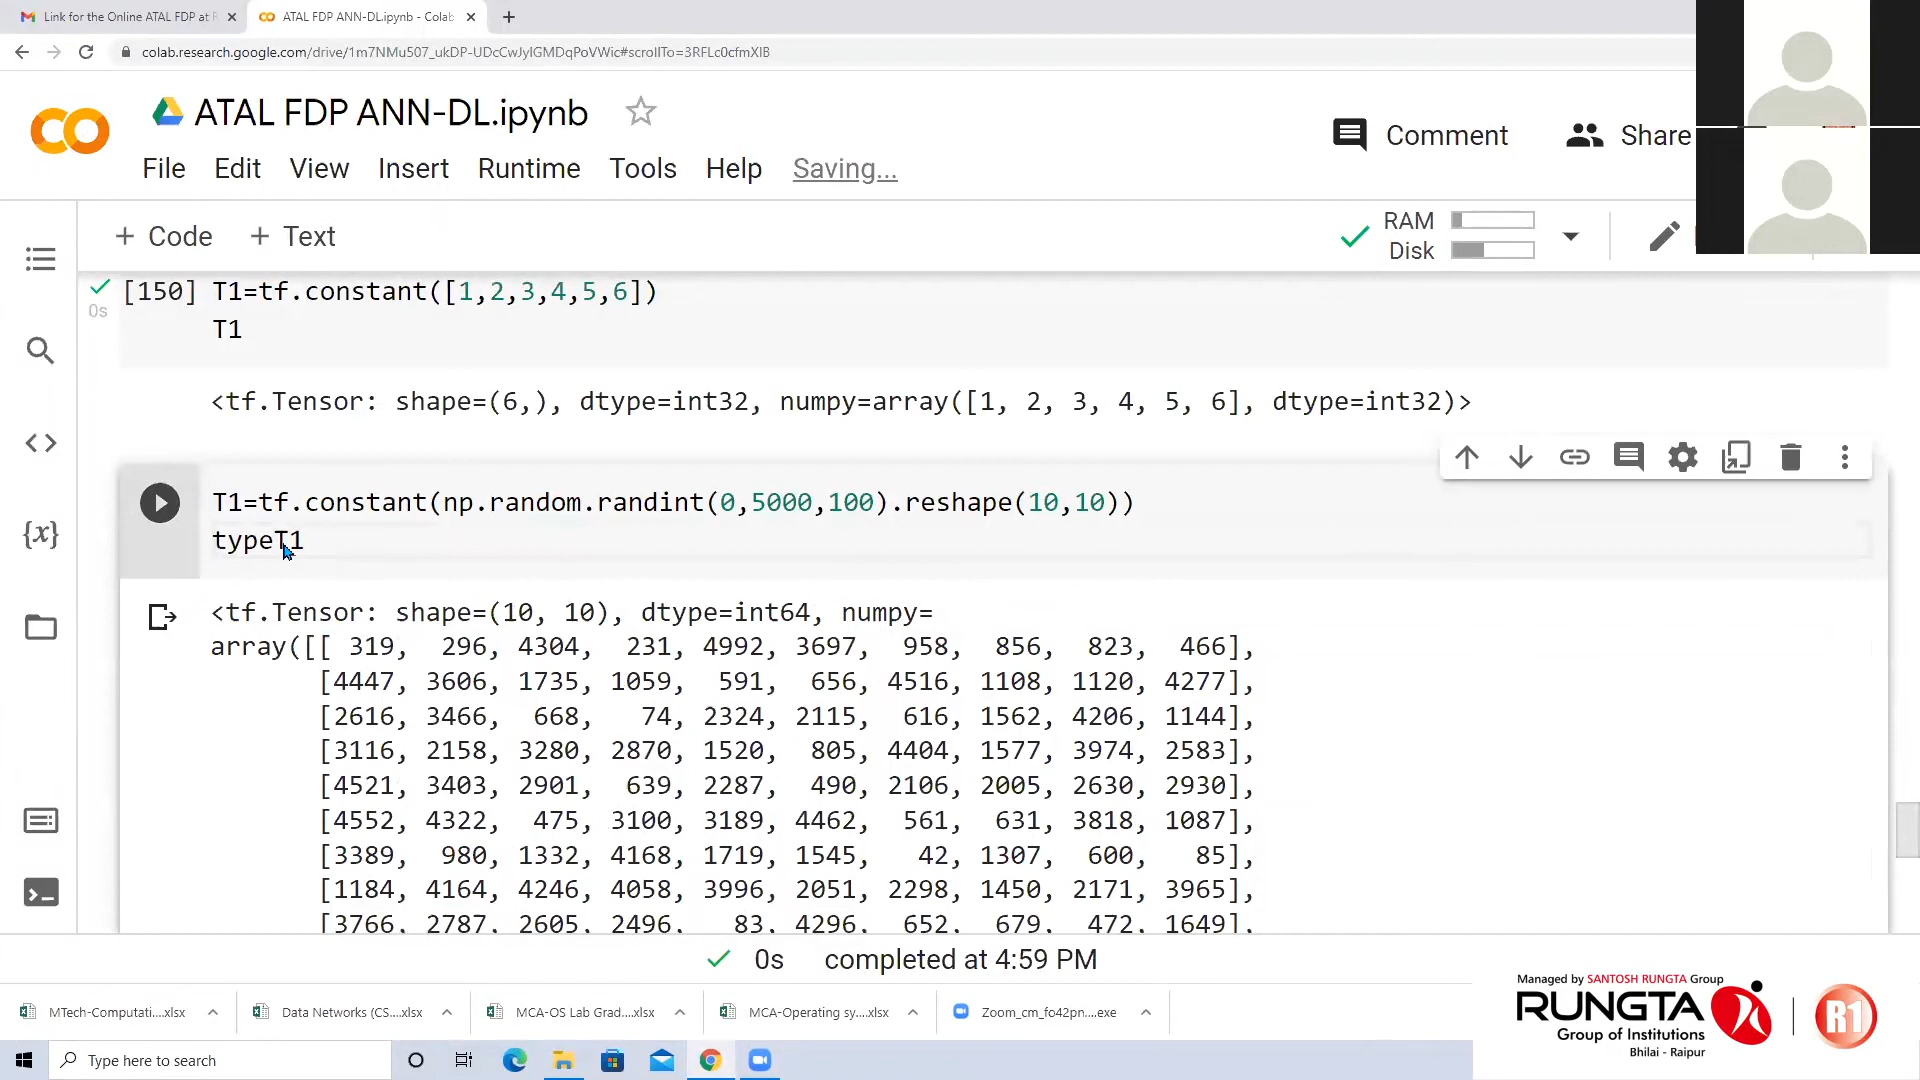 Link for the Online ATAL FDP at R
ATAL FDP ANN-DL.ipynb - Colab
colab.research.google.com/drive/1m7NMu507_ukDP-UDcCwJyIGMDqPoVWic#scrollTo=3RFLc0cfmXIB
ATAL FDP ANN-DL.ipynb
Comment
Share
File Edit View Insert Runtime Tools Help Saving...
+ Code + Text
RAM
Disk
[150] T1=tf.constant([1,2,3,4,5,6])
0s
T1
<tf.Tensor: shape=(6,), dtype=int32, numpy=array([1, 2, 3, 4, 5, 6], dtype=int32)>
T1=tf.constant(np.random.randint(0,5000,100).reshape(10,10))
typeT1
<tf.Tensor: shape=(10, 10), dtype=int64, numpy=
array([[ 319, 296, 4304, 231, 4992, 3697, 958, 856, 823, 466],
[4447, 3606, 1735, 1059, 591, 656, 4516, 1108, 1120, 4277],
[2616, 3466, 668, 74, 2324, 2115, 616, 1562, 4206, 1144],
[3116, 2158, 3280, 2870, 1520, 805, 4404, 1577, 3974, 2583],
[4521, 3403, 2901, 639, 2287, 490, 2106, 2005, 2630, 2930],
[4552, 4322, 475, 3100, 3189, 4462, 561, 631, 3818, 1087],
[3389, 980, 1332, 4168, 1719, 1545, 42, 1307, 600, 85],
[1184, 4164, 4246, 4058, 3996, 2051, 2298, 1450, 2171, 3965],
[3766, 2787, 2605, 2496, 83, 4296, 652, 679, 472, 1649],
0s completed at 4:59 PM
MTech-Computati....xlsx
Data Networks (CS....xlsx
MCA-OS Lab Grad....xlsx
MCA-Operating sy....xlsx
Zoom_cm_fo42pn....exe
Managed by SANTOSH RUNGTA Group
RUNGTA
Group of Institutions
Bhilai - Raipur
R1
Type here to search